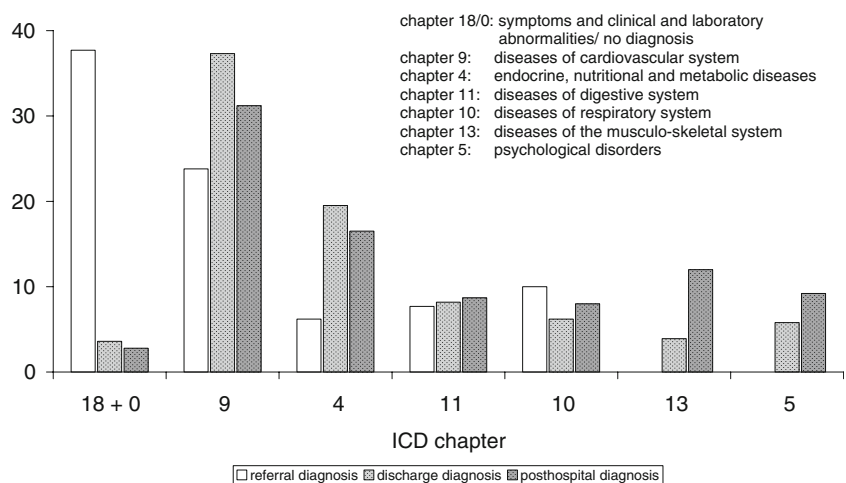 40
30
20
10
0
chapter 18/0: symptoms and clinical and laboratory
abnormalities/ no diagnosis
chapter 9: diseases of cardiovascular system
chapter 4: endocrine, nutritional and metabolic diseases
chapter 11: diseases of digestive system
chapter 10: diseases of respiratory system
chapter 13: diseases of the musculo-skeletal system
chapter 5: psychological disorders
18 + 0 9 4 11 10 13 5
ICD chapter
referral diagnosis discharge diagnosis posthospital diagnosis